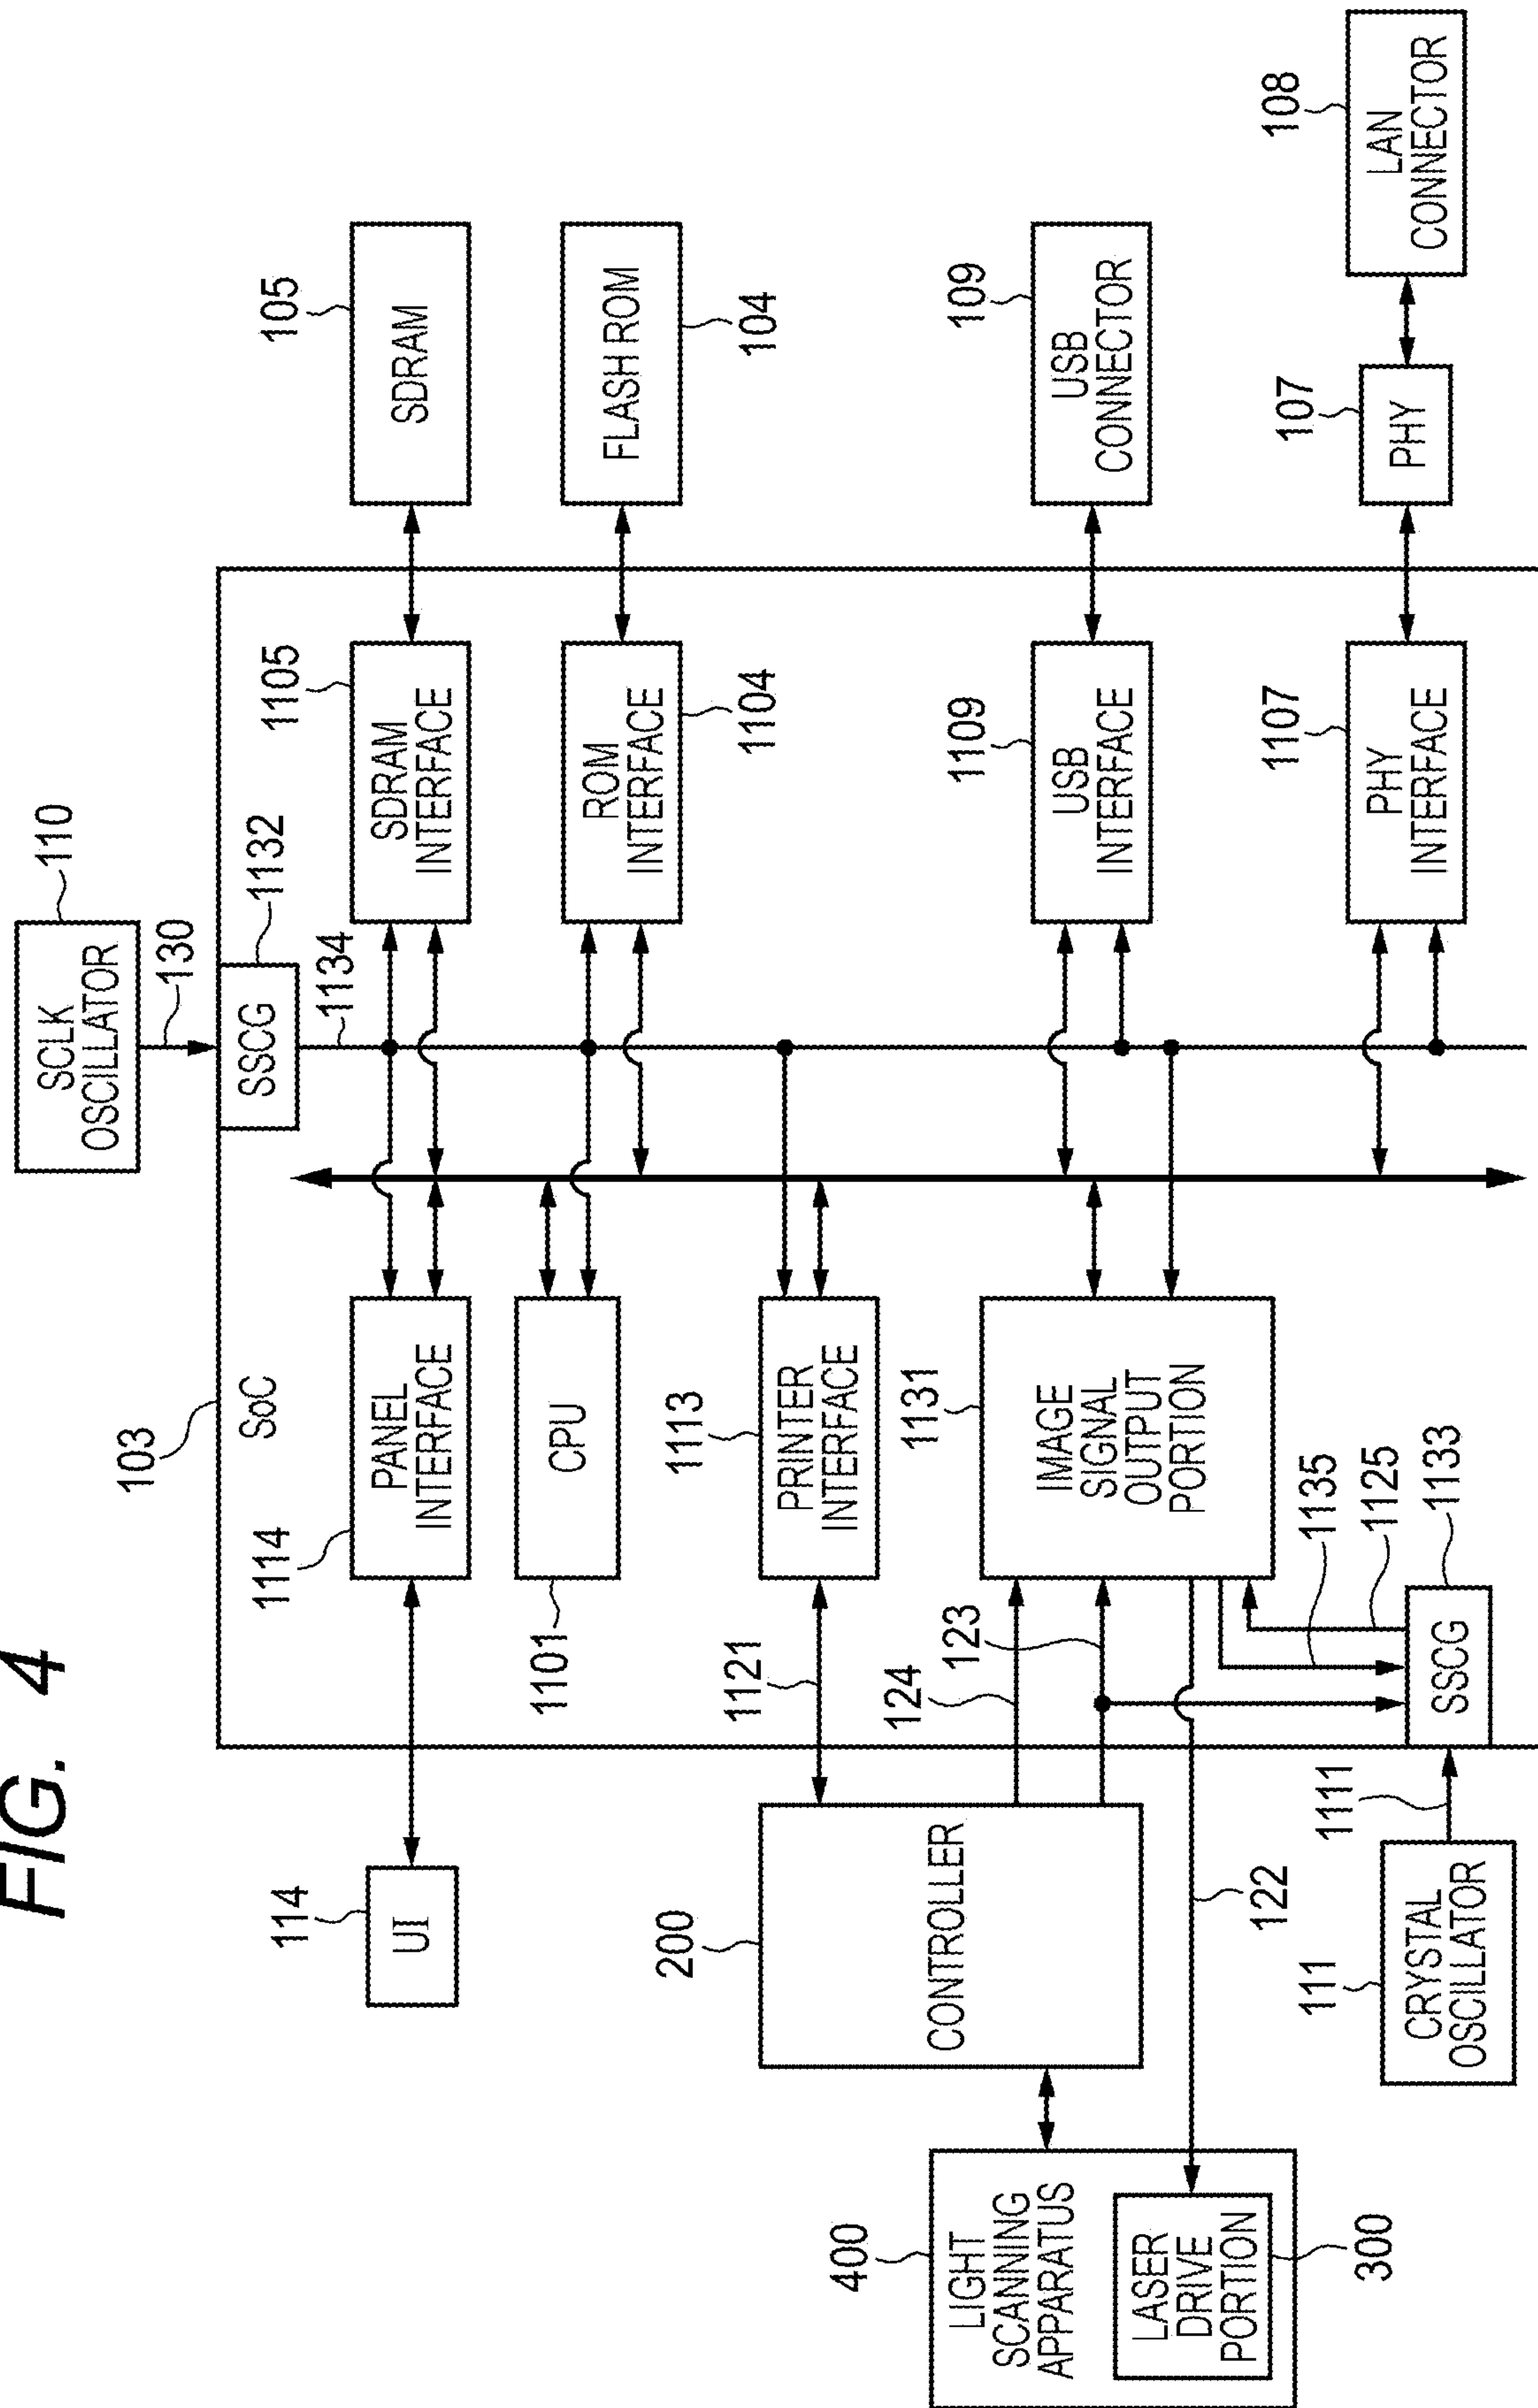 FIG. 4
103
SoC
SCLK
OSCILLATOR
110
130
SSCG
1132
1134
114
UI
1114
PANEL
INTERFACE
1105
SDRAM
INTERFACE
105
SDRAM
1101
CPU
ROM
INTERFACE
1104
FLASH ROM
104
200
CONTROLLER
1121
1113
PRINTER
INTERFACE
400
LIGHT
SCANNING
APPARATUS
LASER
DRIVE
PORTION
300
124
123
122
1131
IMAGE
SIGNAL
OUTPUT
PORTION
1109
USB
INTERFACE
109
USB
CONNECTOR
1135
1125
1133
SSCG
1111
111
CRYSTAL
OSCILLATOR
1107
PHY
INTERFACE
107
PHY
108
LAN
CONNECTOR